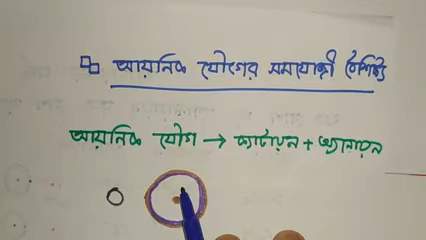 আয়নিক যৌগের সমযোজী বৈশিষ্ট্য
আয়নিক যৌগ → ক্যাটায়ন + অ্যানায়ন